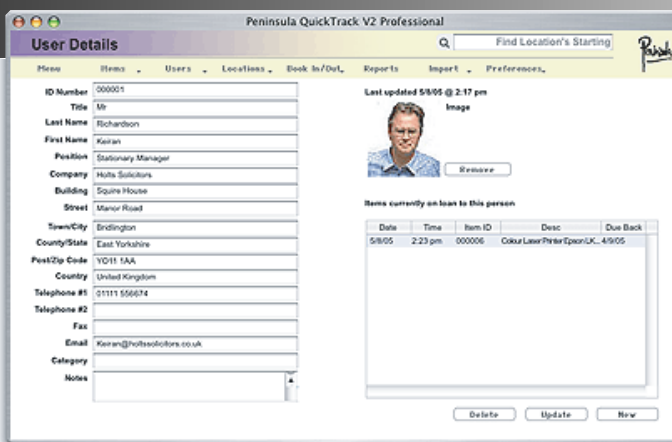 Peninsula QuickTrack V2 Professional
User Details
Find Location's Starting
Peninsula
Menu Items Users Locations Book In/Out Reports Import Preferences
ID Number 000001
Title Mr
Last Name Richardson
First Name Keiran
Position Stationary Manager
Company Holts Solicitors
Building Squire House
Street Manor Road
Town/City Bridlington
County/State East Yorkshire
Post/Zip Code YO11 1AA
Country United Kingdom
Telephone #1 01111 556674
Telephone #2
Fax
Email Keiran@holtssolicitors.co.uk
Category
Notes
Last updated 5/8/05 @ 2:17 pm
Image
Remove
Items currently on loan to this person
Date Time Item ID Desc Due Back
5/8/05 2:23 pm 000006 Colour Laser Printer Epson LK... 4/9/05
Delete Update New